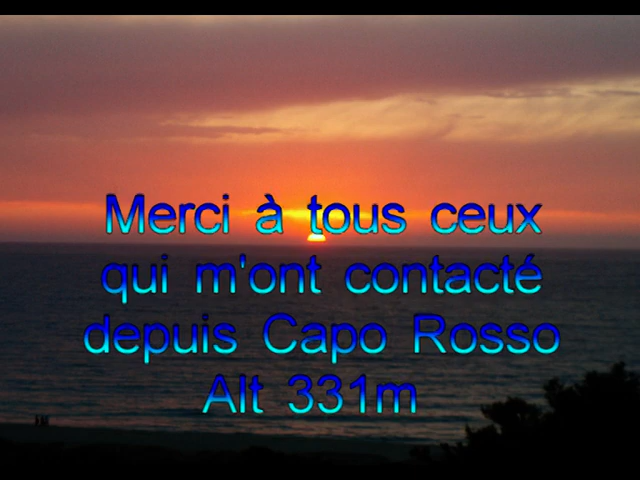 Merci à tous ceux
qui m'ont contacté
depuis Capo Rosso
Alt 331m